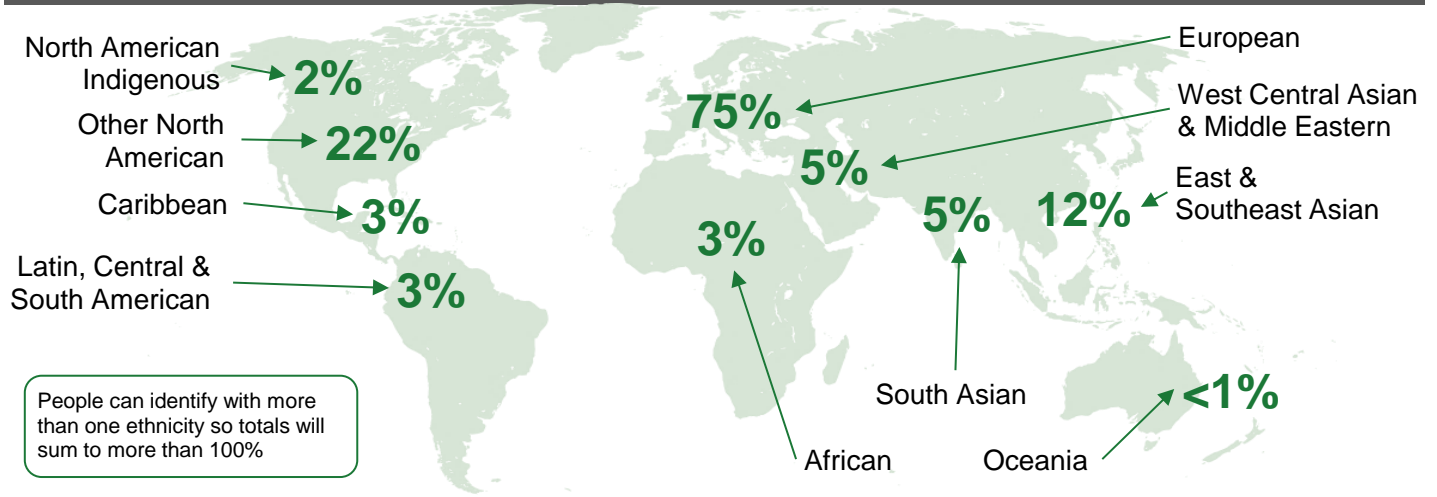 North American
Indigenous
2%
Other North
American
22%
Caribbean
3%
Latin, Central &
South American
3%
European
75%
West Central Asian
& Middle Eastern
5%
East &
Southeast Asian
12%
South Asian
5%
African
3%
Oceania
<1%
People can identify with more
than one ethnicity so totals will
sum to more than 100%